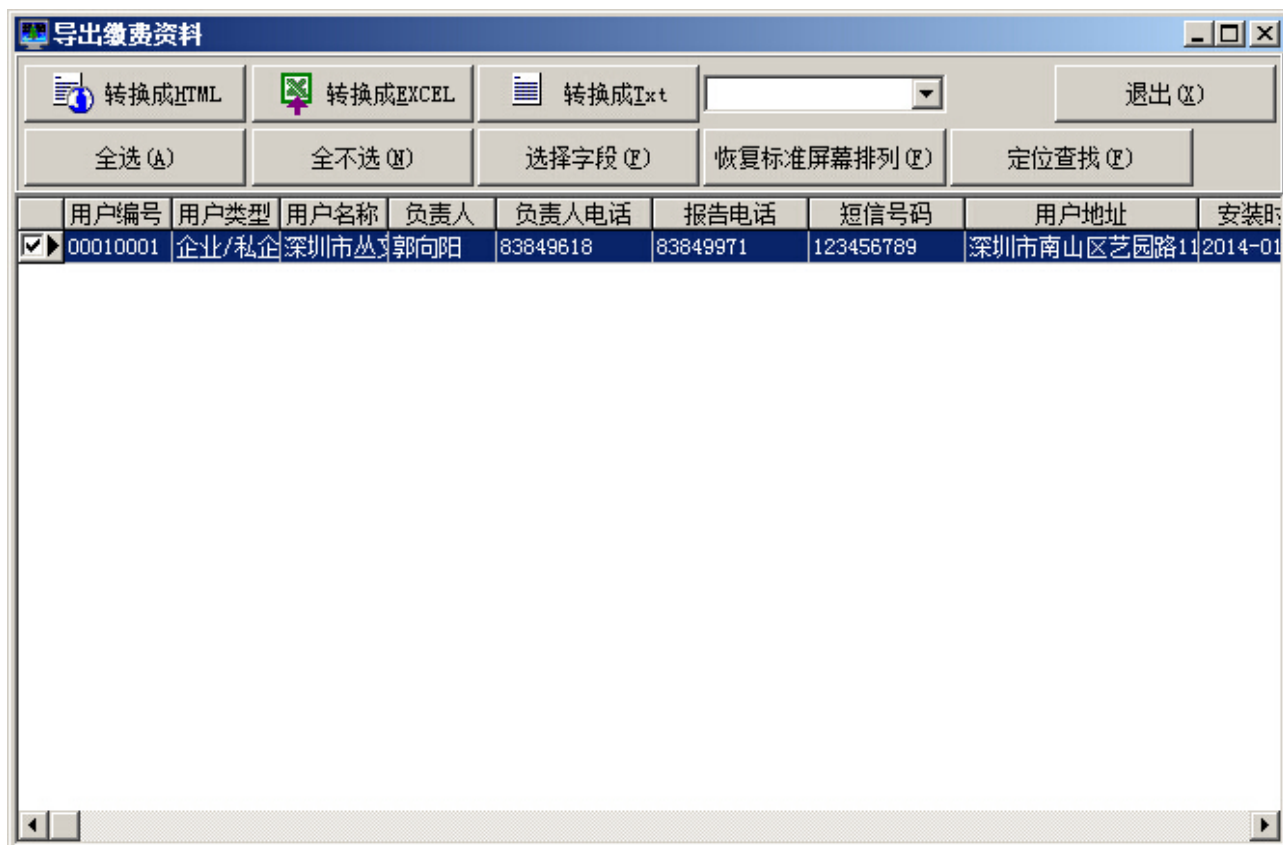 导出缴费资料
转换成HTML 转换成EXCEL 转换成Txt 退出(X)
全选(A) 全不选(N) 选择字段(F) 恢复标准屏幕排列(F) 定位查找(F)
用户编号 用户类型 用户名称 负责人 负责人电话 报告电话 短信号码 用户地址 安装时
00010001 企业/私企 深圳市丛文 郭向阳 83849618 83849971 123456789 深圳市南山区艺园路11 2014-01